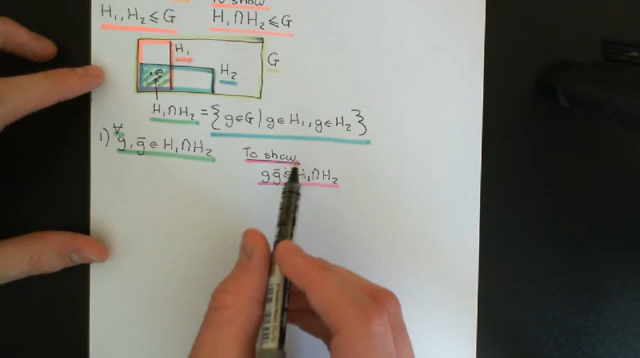 To show
H₁, H₂ ≤ G
H₁∩H₂ ≤ G
H₁
G
H₂
·e
H₁∩H₂ = {g∈G | g∈H₁, g∈H₂}
1) ∀ g, ḡ ∈ H₁∩H₂
To show
gḡ ∈ H₁∩H₂